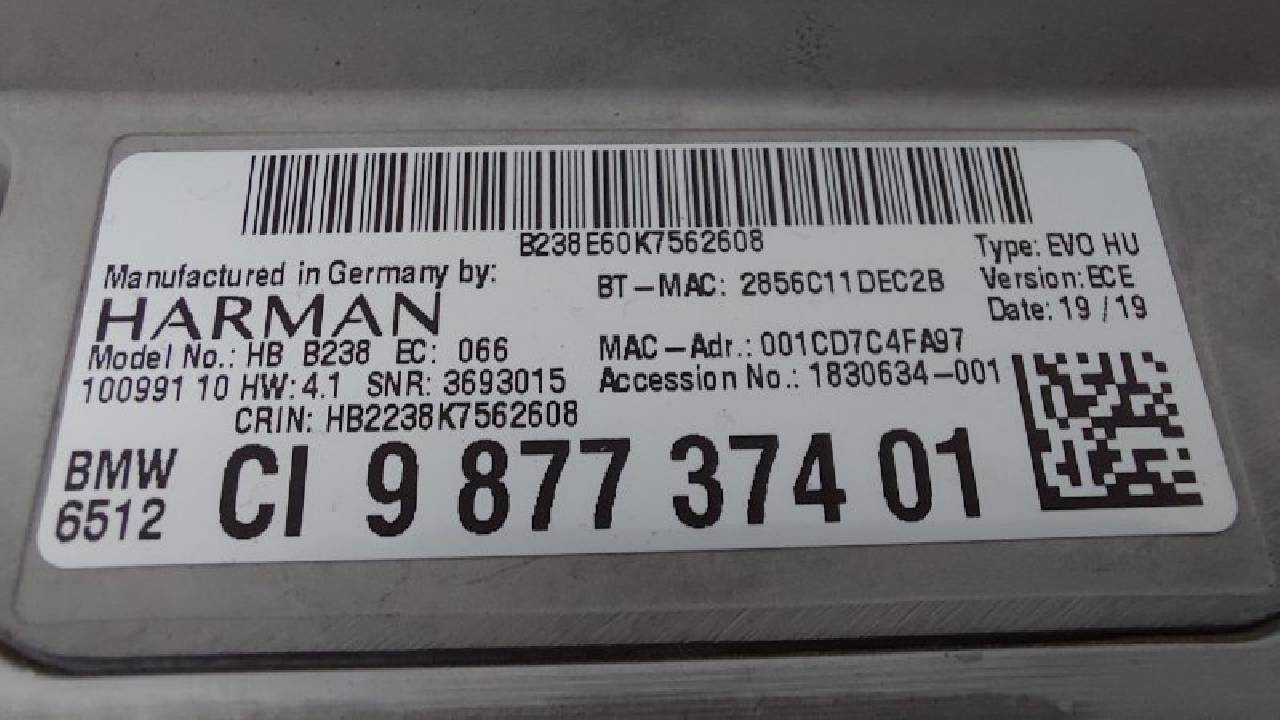 B238E60K7562608
Type: EVO HU
Manufactured in Germany by:
BT-MAC: 2856C11DEC2B
Version: ECE
HARMAN
Date: 19/19
Model No.: HB B238 EC: 066
MAC-Adr.: 001CD7C4FA97
10099110 HW: 4.1 SNR: 3693015
Accession No.: 1830634-001
CRIN: HB2238K7562608
BMW
6512
CI 9 877 374 01